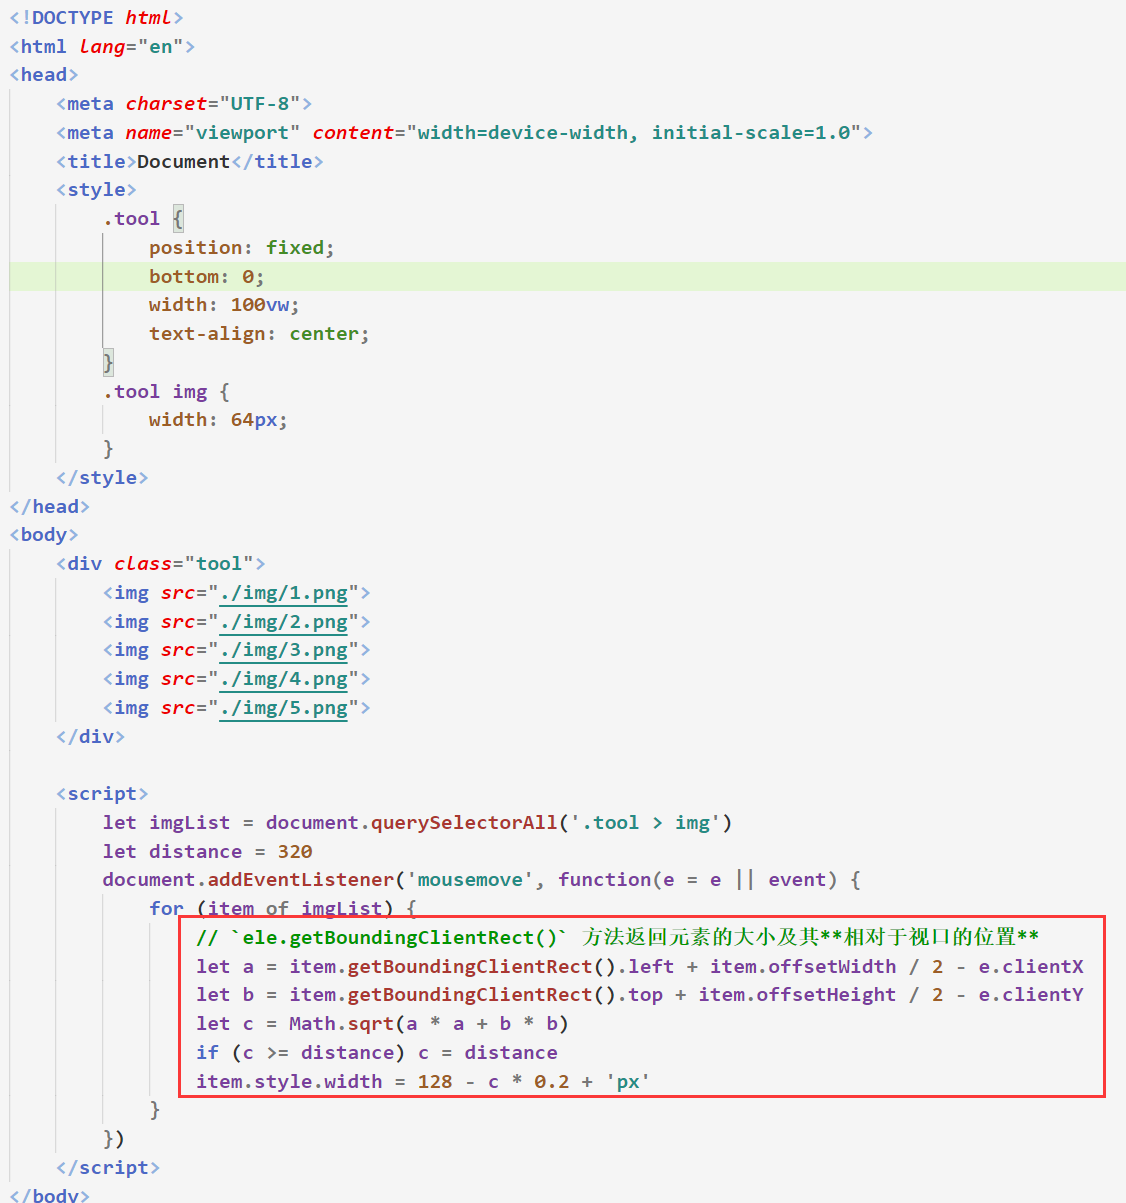 <!DOCTYPE html>
<html lang="en">
<head>
    <meta charset="UTF-8">
    <meta name="viewport" content="width=device-width, initial-scale=1.0">
    <title>Document</title>
    <style>
        .tool {
            position: fixed;
            bottom: 0;
            width: 100vw;
            text-align: center;
        }
        .tool img {
            width: 64px;
        }
    </style>
</head>
<body>
    <div class="tool">
        <img src="./img/1.png">
        <img src="./img/2.png">
        <img src="./img/3.png">
        <img src="./img/4.png">
        <img src="./img/5.png">
    </div>

    <script>
        let imgList = document.querySelectorAll('.tool > img')
        let distance = 320
        document.addEventListener('mousemove', function(e = e || event) {
            for (item of imgList) {
                // `ele.getBoundingClientRect()` 方法返回元素的大小及其**相对于视口的位置**
                let a = item.getBoundingClientRect().left + item.offsetWidth / 2 - e.clientX
                let b = item.getBoundingClientRect().top + item.offsetHeight / 2 - e.clientY
                let c = Math.sqrt(a * a + b * b)
                if (c >= distance) c = distance
                item.style.width = 128 - c * 0.2 + 'px'
            }
        })
    </script>
</body>